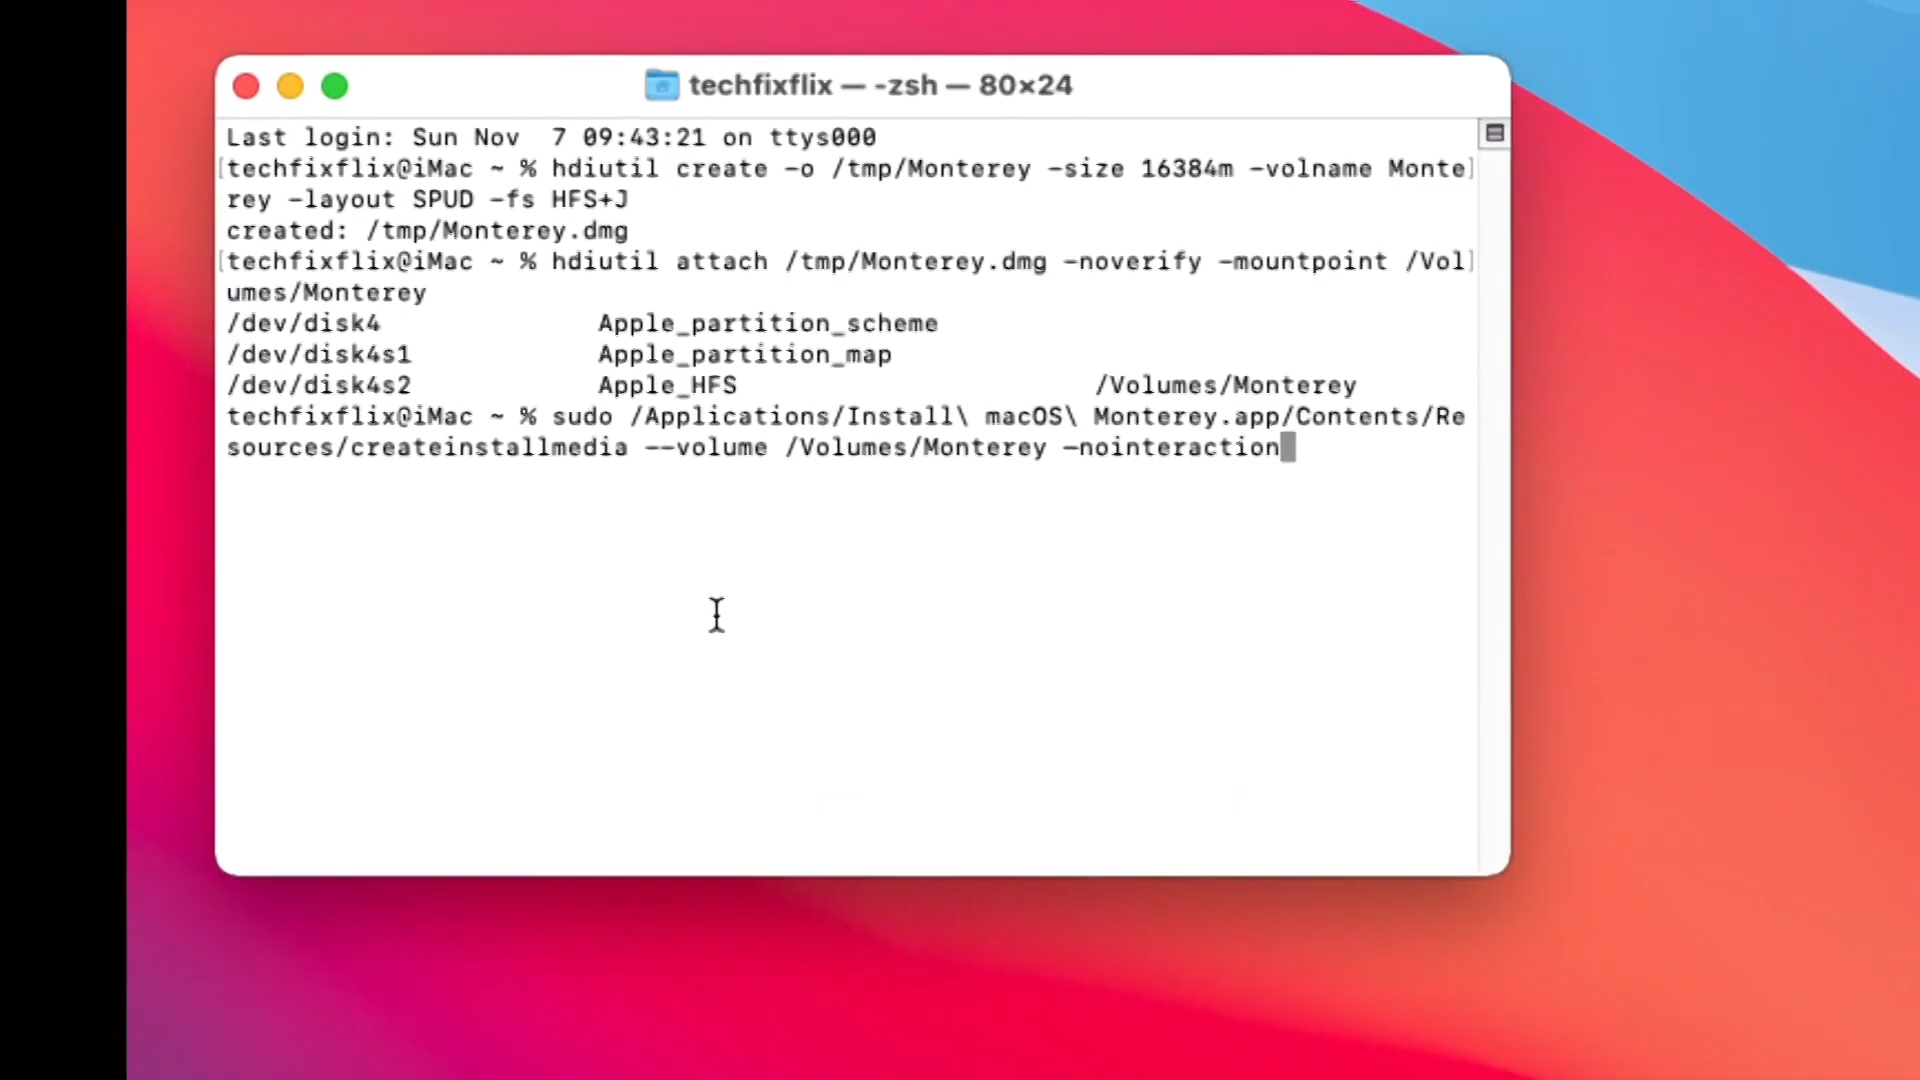 techfixflix — -zsh — 80×24
Last login: Sun Nov  7 09:43:21 on ttys000
[techfixflix@iMac ~ % hdiutil create -o /tmp/Monterey -size 16384m -volname Monte]
rey -layout SPUD -fs HFS+J
created: /tmp/Monterey.dmg
[techfixflix@iMac ~ % hdiutil attach /tmp/Monterey.dmg -noverify -mountpoint /Vol]
umes/Monterey
/dev/disk4              Apple_partition_scheme
/dev/disk4s1            Apple_partition_map
/dev/disk4s2            Apple_HFS                       /Volumes/Monterey
techfixflix@iMac ~ % sudo /Applications/Install\ macOS\ Monterey.app/Contents/Re
sources/createinstallmedia --volume /Volumes/Monterey -nointeraction